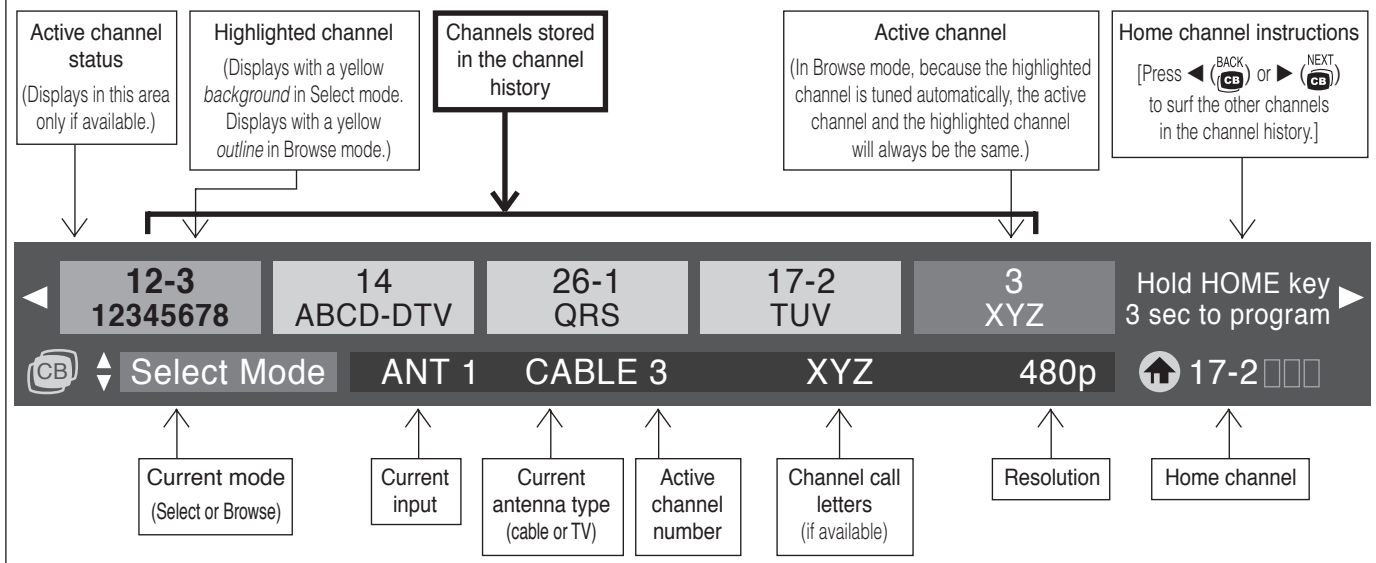 Active channel
status
(Displays in this area
only if available.)
Highlighted channel
(Displays with a yellow
background in Select mode.
Displays with a yellow
outline in Browse mode.)
Channels stored
in the channel
history
Active channel
(In Browse mode, because the highlighted
channel is tuned automatically, the active
channel and the highlighted channel
will always be the same.)
Home channel instructions
[Press ◀ (BACK CB) or ▶ (NEXT CB)
to surf the other channels
in the channel history.]
12-3
12345678
14
ABCD-DTV
26-1
QRS
17-2
TUV
3
XYZ
Hold HOME key
3 sec to program
CB Select Mode ANT 1 CABLE 3 XYZ 480p 17-2
Current mode
(Select or Browse)
Current
input
Current
antenna type
(cable or TV)
Active
channel
number
Channel call
letters
(if available)
Resolution
Home channel